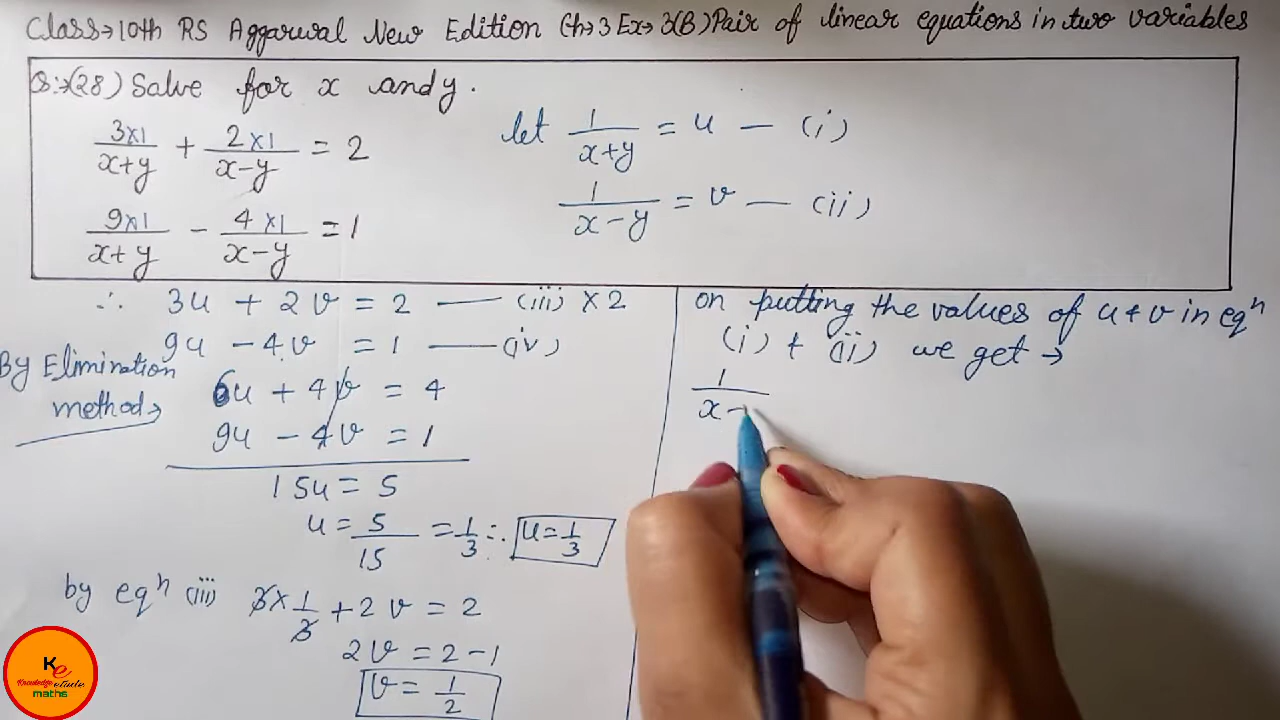 Class→10th RS Aggarwal New Edition Ch→3 Ex→3(B) Pair of linear equations in two variables
Q:→(28) Solve for x and y.
3×1/x+y + 2×1/x-y = 2
9×1/x+y - 4×1/x-y = 1
let 1/x+y = u — (i)
1/x-y = v — (ii)
∴ 3u + 2v = 2 — (iii) × 2
9u - 4v = 1 — (iv)
By Elimination
method→
6u + 4v = 4
9u - 4v = 1
15u = 5
u = 5/15 = 1/3 ∴ u = 1/3
by eqⁿ (iii) 3×1/3 + 2v = 2
2v = 2-1
v = 1/2
on putting the values of u & v in eqⁿ
(i) & (ii) we get →
1/x-
Ke
Knowledge
etude
maths